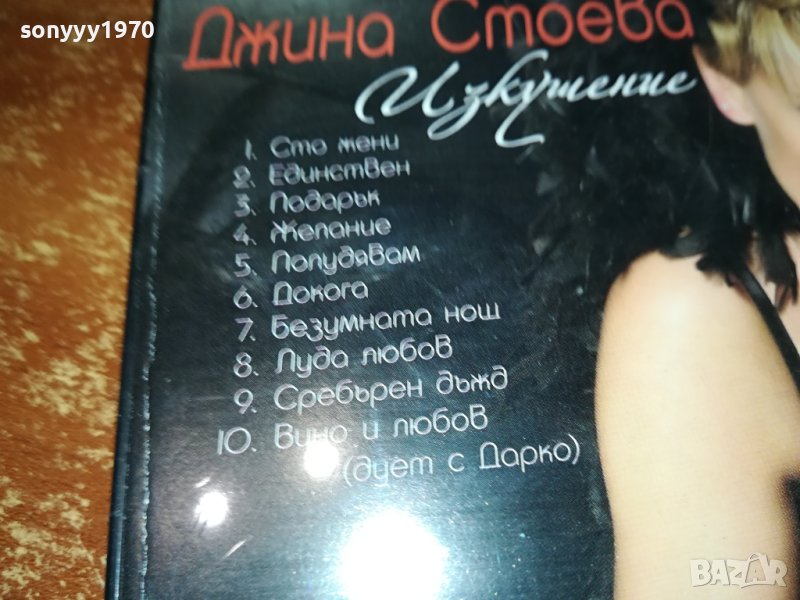 sonyyy1970
Джина Стоева
Изкушение
1. Сто жени
2. Единствен
3. Подарък
4. Желание
5. Полудявам
6. Докога
7. Безумната нощ
8. Луда любов
9. Сребърен дъжд
10. Вино и любов
(дует с Дарко)
BAZAR